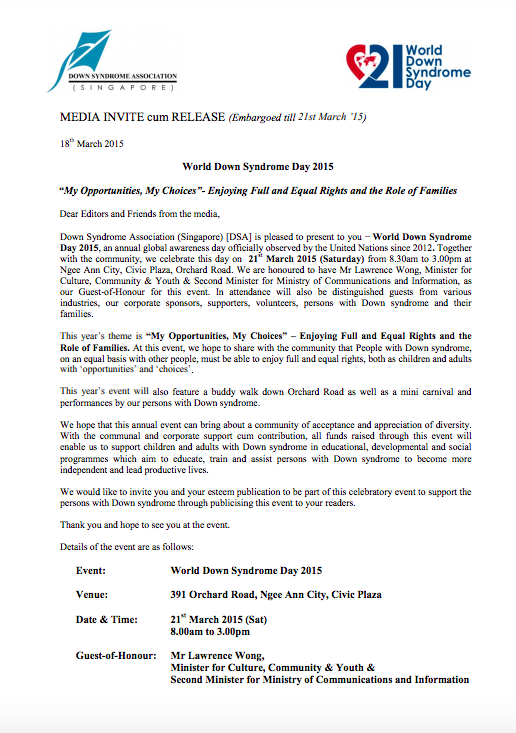 DOWN SYNDROME ASSOCIATION
( S I N G A P O R E )
21
World
Down
Syndrome
Day
MEDIA INVITE cum RELEASE (Embargoed till 21st March '15)
18th March 2015
World Down Syndrome Day 2015
"My Opportunities, My Choices"- Enjoying Full and Equal Rights and the Role of Families
Dear Editors and Friends from the media,
Down Syndrome Association (Singapore) [DSA] is pleased to present to you – World Down Syndrome
Day 2015, an annual global awareness day officially observed by the United Nations since 2012. Together
with the community, we celebrate this day on 21st March 2015 (Saturday) from 8.30am to 3.00pm at
Ngee Ann City, Civic Plaza, Orchard Road. We are honoured to have Mr Lawrence Wong, Minister for
Culture, Community & Youth & Second Minister for Ministry of Communications and Information, as
our Guest-of-Honour for this event. In attendance will also be distinguished guests from various
industries, our corporate sponsors, supporters, volunteers, persons with Down syndrome and their
families.
This year's theme is "My Opportunities, My Choices" – Enjoying Full and Equal Rights and the
Role of Families. At this event, we hope to share with the community that People with Down syndrome,
on an equal basis with other people, must be able to enjoy full and equal rights, both as children and adults
with 'opportunities' and 'choices'.
This year's event will also feature a buddy walk down Orchard Road as well as a mini carnival and
performances by our persons with Down syndrome.
We hope that this annual event can bring about a community of acceptance and appreciation of diversity.
With the communal and corporate support cum contribution, all funds raised through this event will
enable us to support children and adults with Down syndrome in educational, developmental and social
programmes which aim to educate, train and assist persons with Down syndrome to become more
independent and lead productive lives.
We would like to invite you and your esteem publication to be part of this celebratory event to support the
persons with Down syndrome through publicising this event to your readers.
Thank you and hope to see you at the event.
Details of the event are as follows:
Event: World Down Syndrome Day 2015
Venue: 391 Orchard Road, Ngee Ann City, Civic Plaza
Date & Time: 21st March 2015 (Sat)
8.00am to 3.00pm
Guest-of-Honour: Mr Lawrence Wong,
Minister for Culture, Community & Youth &
Second Minister for Ministry of Communications and Information